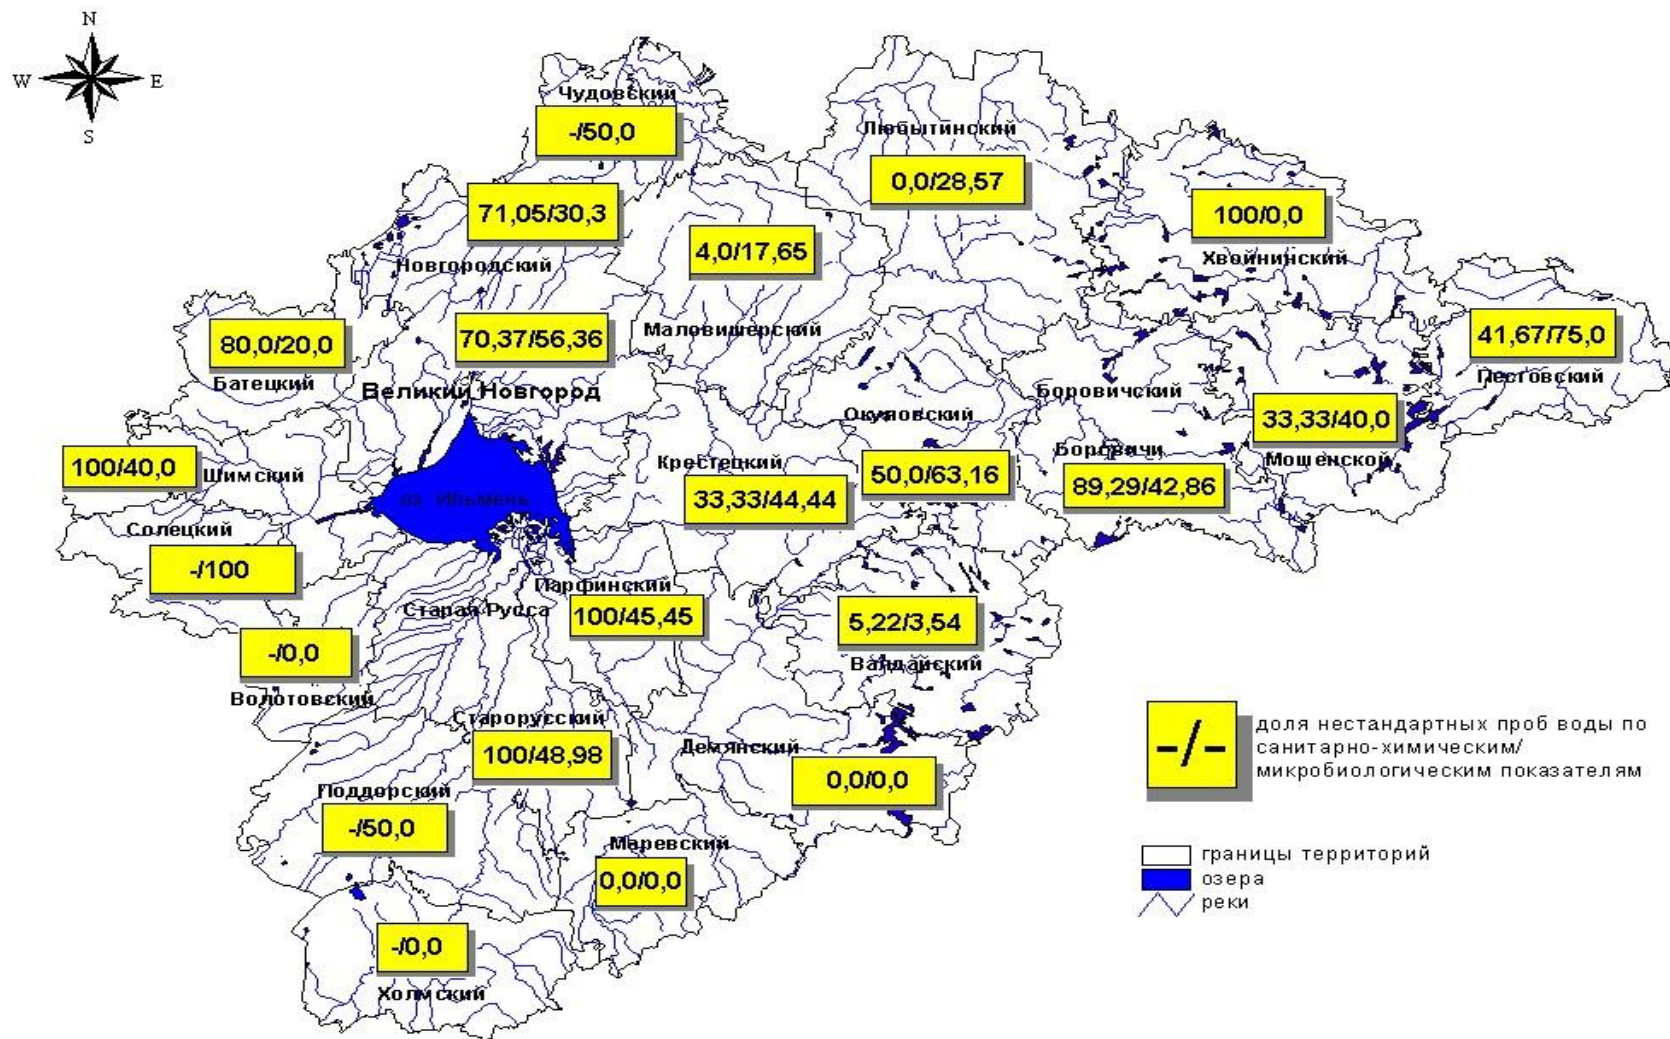 N
W
E
S
Чудовский
-/50,0
Любытинский
0,0/28,57
71,05/30,3
Новгородский
4,0/17,65
Маловишерский
100/0,0
Хвойнинский
80,0/20,0
Батецкий
70,37/56,36
Великий Новгород
41,67/75,0
Пестовский
Боровичский
33,33/40,0
Мошенской
Окуловский
50,0/63,16
Боровичи
89,29/42,86
Крестецкий
33,33/44,44
100/40,0
Шимский
оз. Ильмень
Солецкий
-/100
Парфинский
100/45,45
Старая Русса
5,22/3,54
Валдайский
-/0,0
Волотовский
Старорусский
100/48,98
Демянский
0,0/0,0
Поддорский
-/50,0
Маревский
0,0/0,0
-/0,0
Холмский
-/-
доля нестандартных проб воды по
санитарно-химическим/
микробиологическим показателям
границы территорий
озера
реки